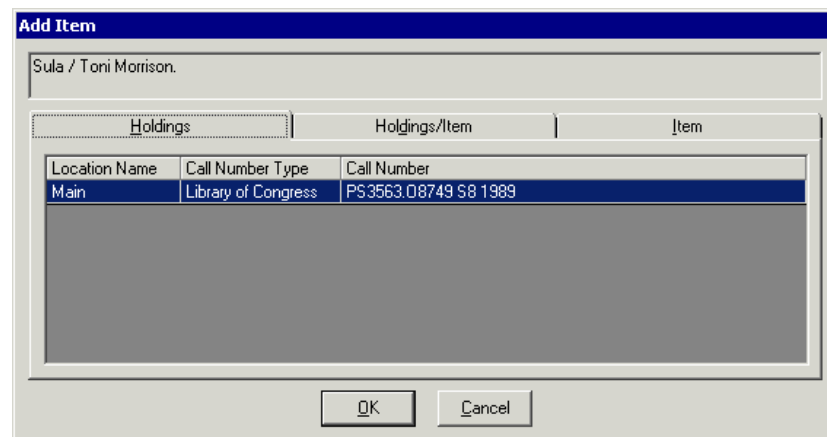 Add Item
Sula / Toni Morrison.
Holdings Holdings/Item Item
Location Name Call Number Type Call Number
Main Library of Congress PS3563.O8749 S8 1989
OK Cancel